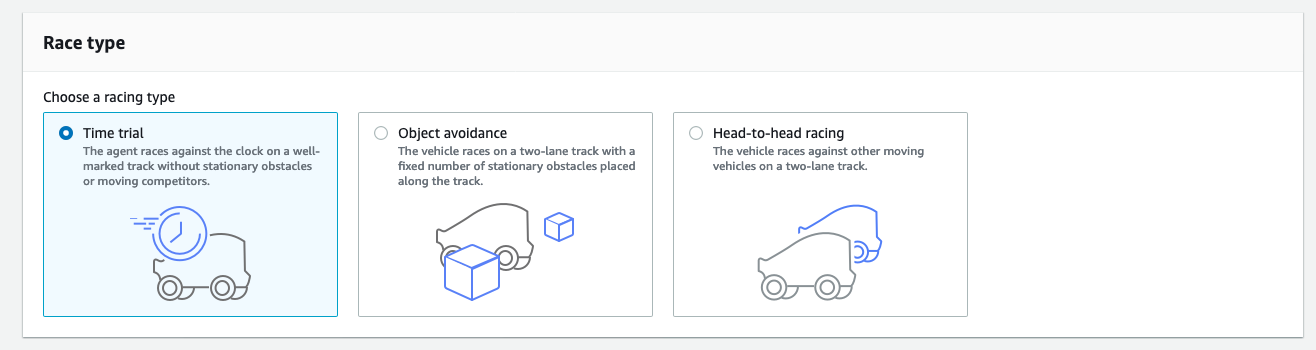 Race type
Choose a racing type
Time trial
The agent races against the clock on a well-
marked track without stationary obstacles
or moving competitors.
Object avoidance
The vehicle races on a two-lane track with a
fixed number of stationary obstacles placed
along the track.
Head-to-head racing
The vehicle races against other moving
vehicles on a two-lane track.